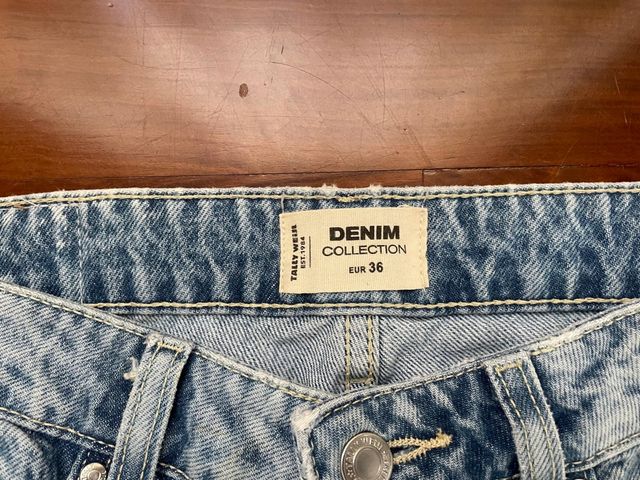 TALLY WEiJL
EST. 1984
DENIM
COLLECTION
EUR 36